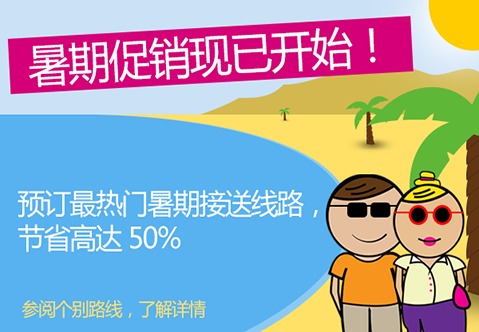 暑期促销现已开始！
预订最热门暑期接送线路，
节省高达 50%
参阅个别路线，了解详情